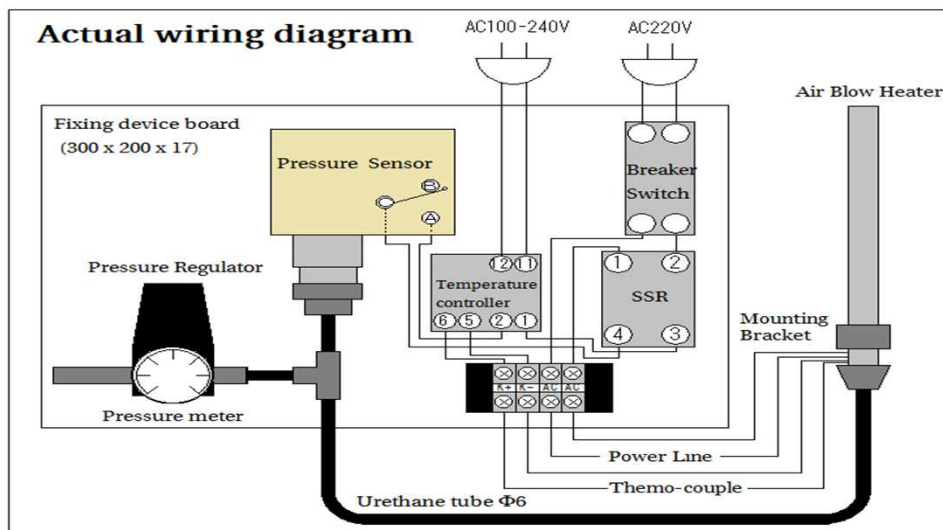 Actual wiring diagram
AC100-240V
AC220V
Air Blow Heater
Fixing device board
(300 x 200 x 17)
Pressure Sensor
B
C
A
Breaker
Switch
Pressure Regulator
12 11
Temperature
controller
6 5 2 1
1 2
SSR
4 3
Mounting
Bracket
K+ K- AC AC
Pressure meter
Power Line
Themo-couple
Urethane tube Φ6